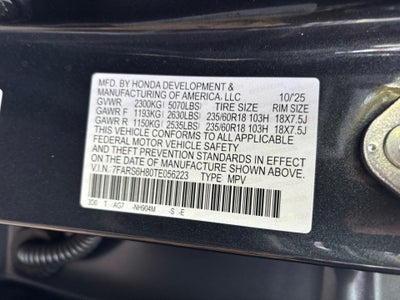 MFD. BY HONDA DEVELOPMENT &
MANUFACTURING OF AMERICA, LLC 10/'25
GVWR 2300KG(5070LBS) TIRE SIZE RIM SIZE
GAWR F 1193KG(2630LBS) 235/60R18 103H 18X7.5J
GAWR R 1150KG(2535LBS) 235/60R18 103H 18X7.5J
THIS VEHICLE CONFORMS TO ALL APPLICABLE
FEDERAL MOTOR VEHICLE SAFETY BUMPER
AND THEFT PREVENTION STANDARDS IN EFFECT
ON THE DATE OF MANUFACTURE SHOWN ABOVE.
V.I.N. 7FARS6H80TE056223 TYPE MPV
T AG7 -NH904M -S -E